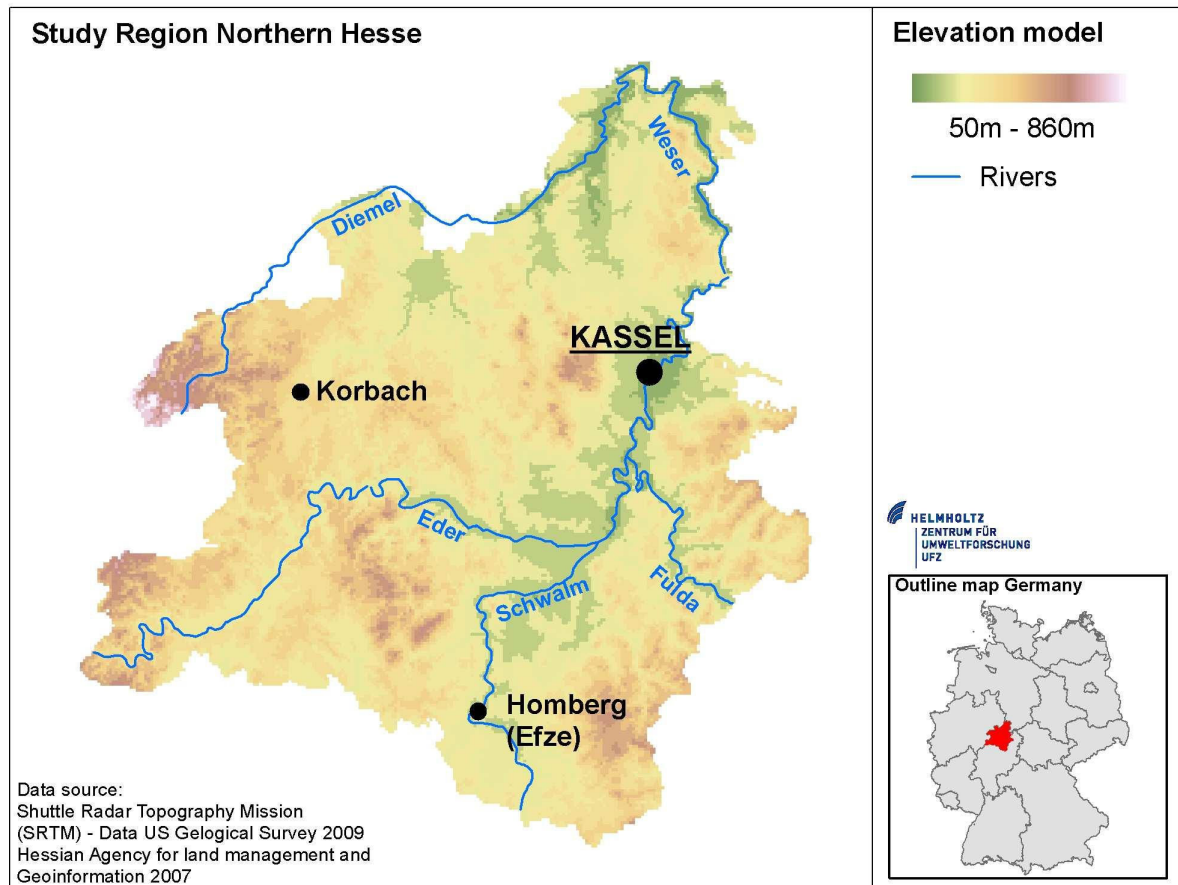 Study Region Northern Hesse
Elevation model
50m - 860m
Rivers
Weser
Diemel
KASSEL
Korbach
Eder
Schwalm
Fulda
Homberg
(Efze)
Data source:
Shuttle Radar Topography Mission
(SRTM) - Data US Gelogical Survey 2009
Hessian Agency for land management and
Geoinformation 2007
HELMHOLTZ
ZENTRUM FÜR
UMWELTFORSCHUNG
UFZ
Outline map Germany